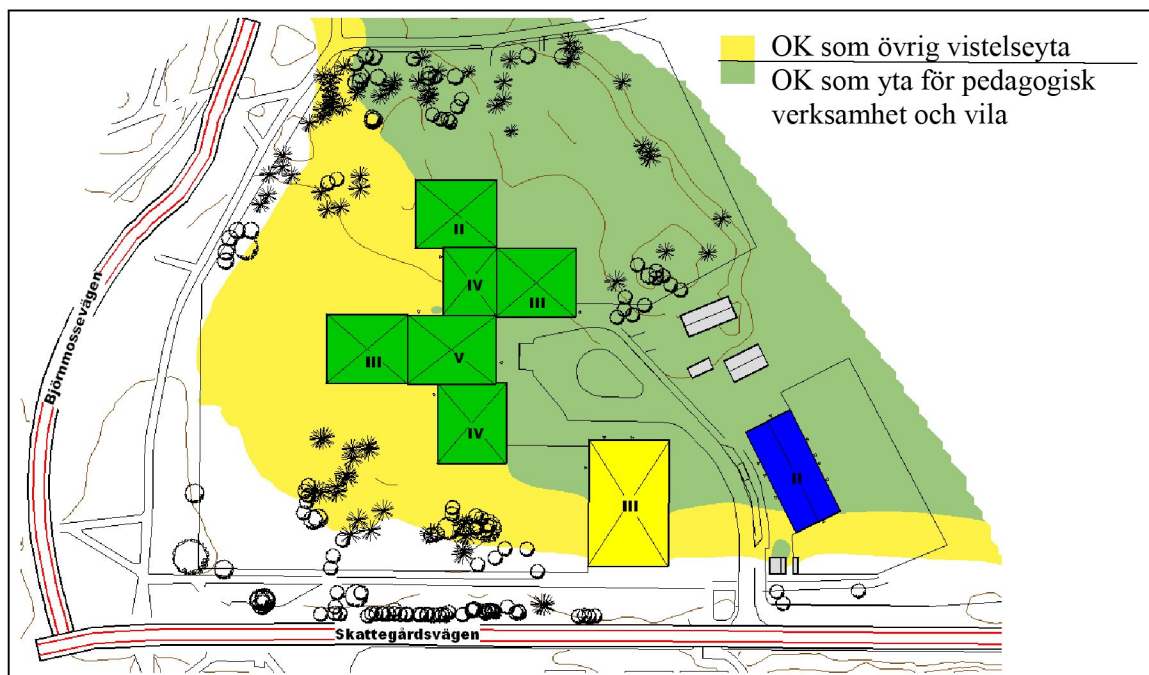 OK som övrig vistelseyta
OK som yta för pedagogisk
verksamhet och vila
II
IV
III
III
V
IV
III
II
Björnmossevägen
Skattegårdsvägen